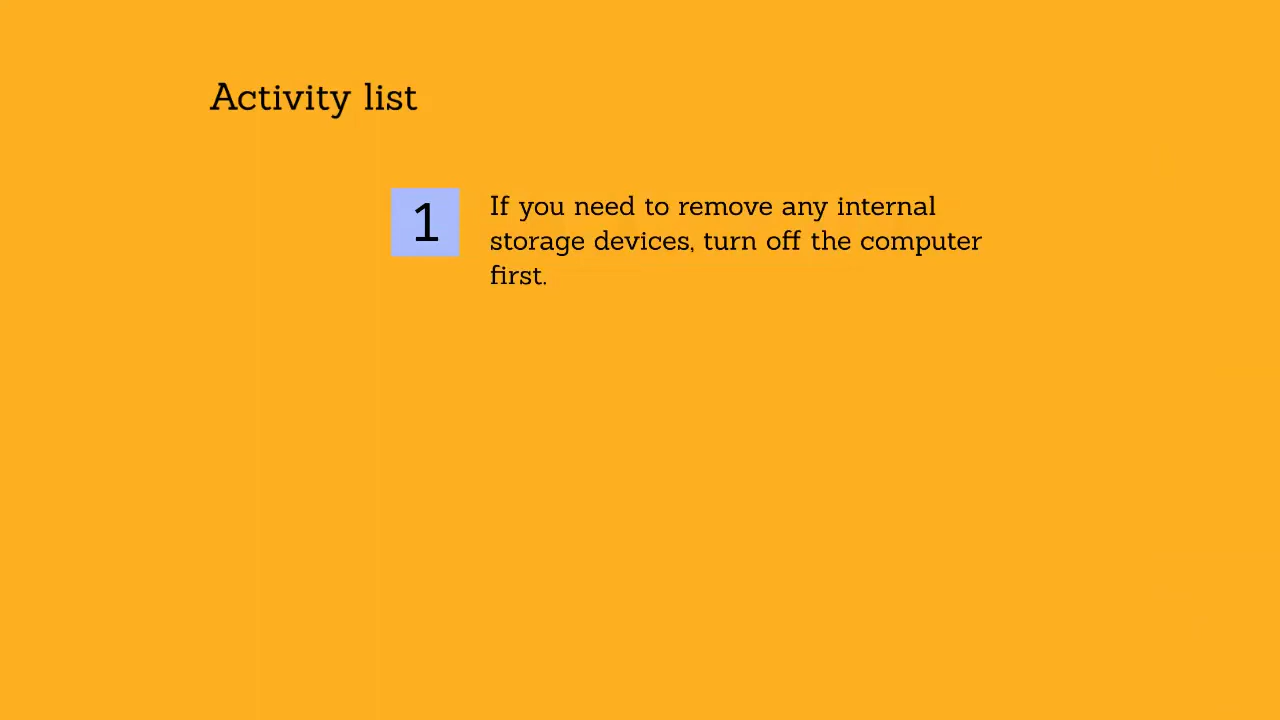 Activity list
1
If you need to remove any internal
storage devices, turn off the computer
first.